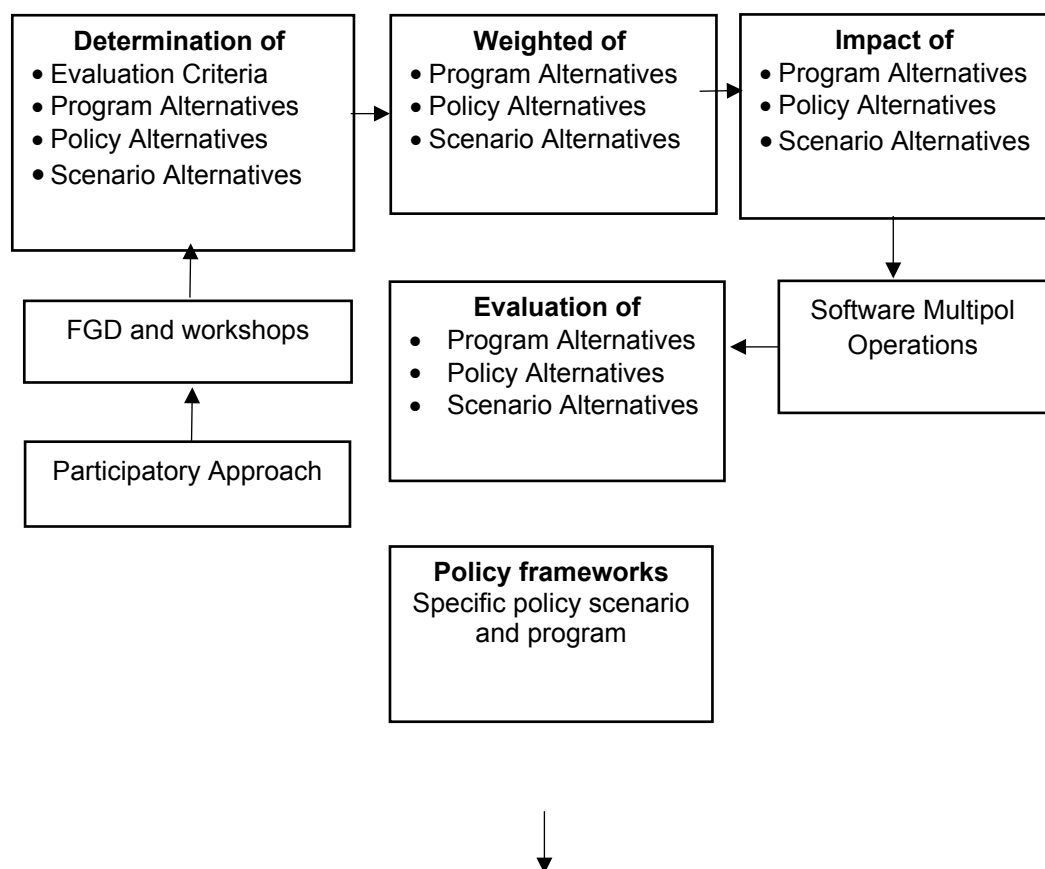 Determination of
• Evaluation Criteria
• Program Alternatives
• Policy Alternatives
• Scenario Alternatives
Weighted of
• Program Alternatives
• Policy Alternatives
• Scenario Alternatives
Impact of
• Program Alternatives
• Policy Alternatives
• Scenario Alternatives
FGD and workshops
Evaluation of
• Program Alternatives
• Policy Alternatives
• Scenario Alternatives
Software Multipol
Operations
Participatory Approach
Policy frameworks
Specific policy scenario
and program